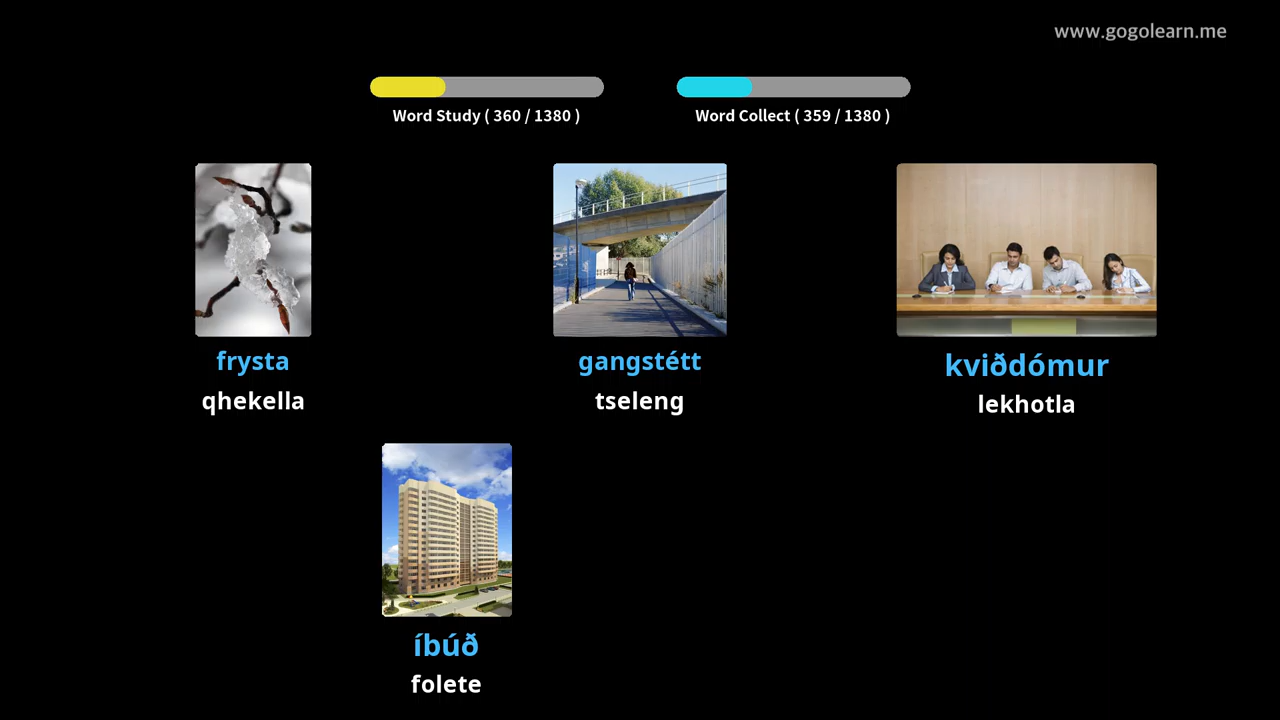 www.gogolearn.me
Word Study ( 360 / 1380 )
Word Collect ( 359 / 1380 )
frysta
qhekella
gangstétt
tseleng
kviðdómur
lekhotla
íbúð
folete